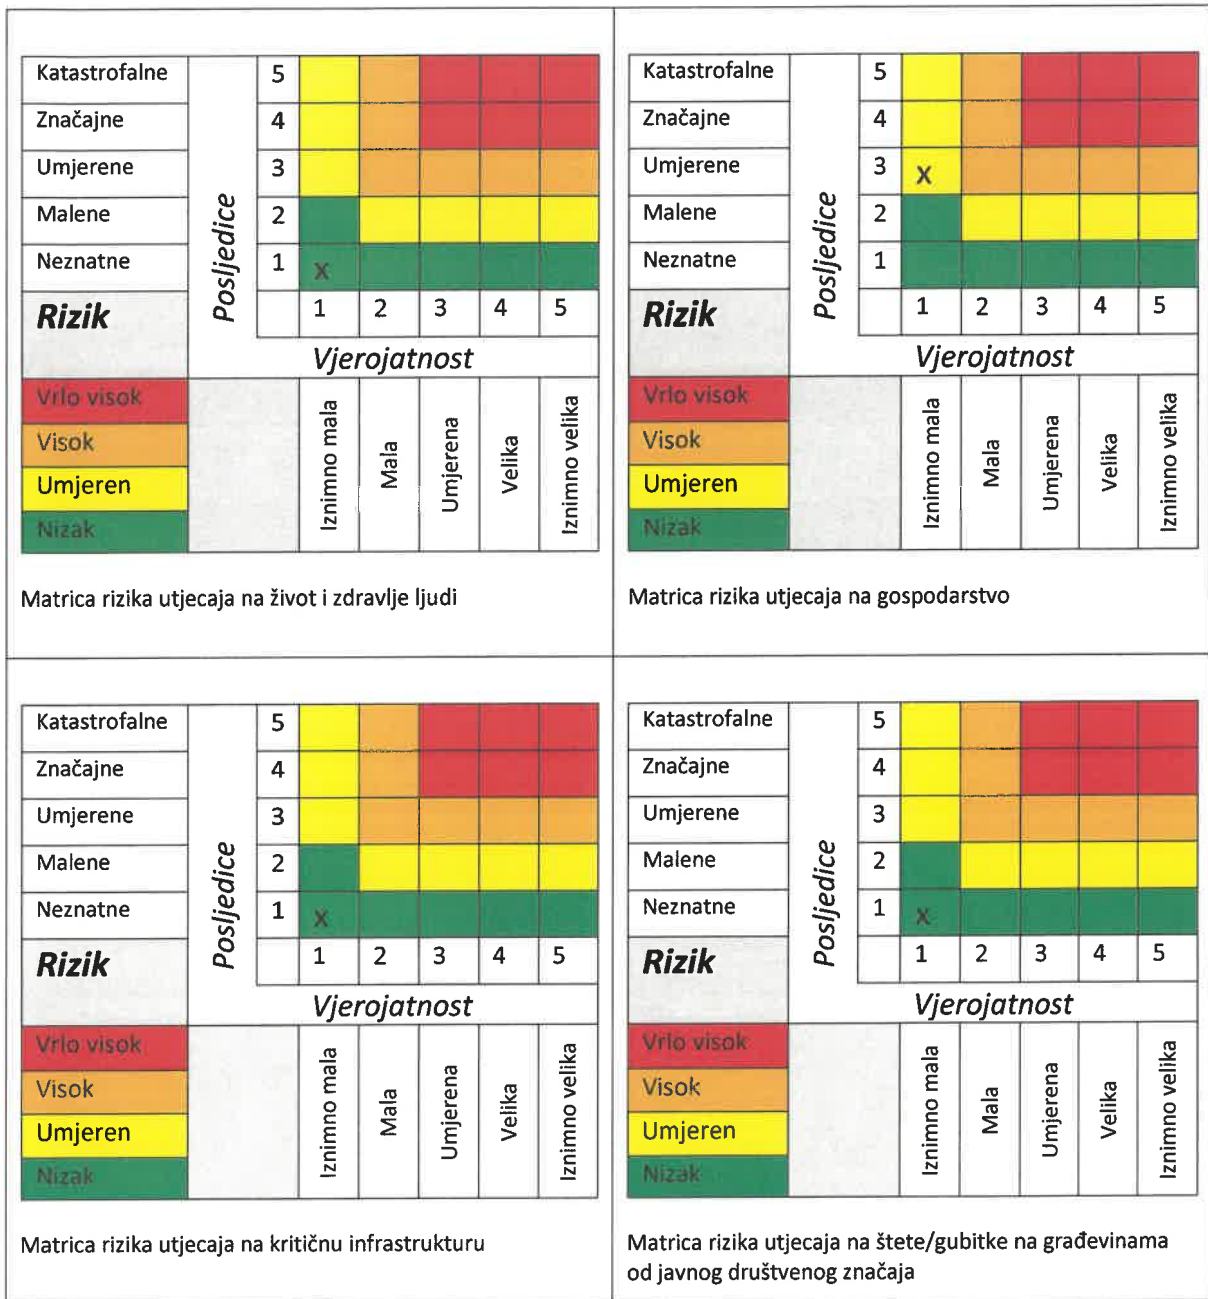 Katastrofalne 5
Značajne 4
Umjerene 3
Malene 2
Neznatne 1 X
Posljedice
Rizik 1 2 3 4 5
Vjerojatnost
Vrlo visok
Visok
Umjeren
Nizak
Iznimno mala
Mala
Umjerena
Velika
Iznimno velika
Matrica rizika utjecaja na život i zdravlje ljudi
Katastrofalne 5
Značajne 4
Umjerene 3 X
Malene 2
Neznatne 1
Posljedice
Rizik 1 2 3 4 5
Vjerojatnost
Vrlo visok
Visok
Umjeren
Nizak
Iznimno mala
Mala
Umjerena
Velika
Iznimno velika
Matrica rizika utjecaja na gospodarstvo
Katastrofalne 5
Značajne 4
Umjerene 3
Malene 2
Neznatne 1 X
Posljedice
Rizik 1 2 3 4 5
Vjerojatnost
Vrlo visok
Visok
Umjeren
Nizak
Iznimno mala
Mala
Umjerena
Velika
Iznimno velika
Matrica rizika utjecaja na kritičnu infrastrukturu
Katastrofalne 5
Značajne 4
Umjerene 3
Malene 2
Neznatne 1 X
Posljedice
Rizik 1 2 3 4 5
Vjerojatnost
Vrlo visok
Visok
Umjeren
Nizak
Iznimno mala
Mala
Umjerena
Velika
Iznimno velika
Matrica rizika utjecaja na štete/gubitke na građevinama
od javnog društvenog značaja